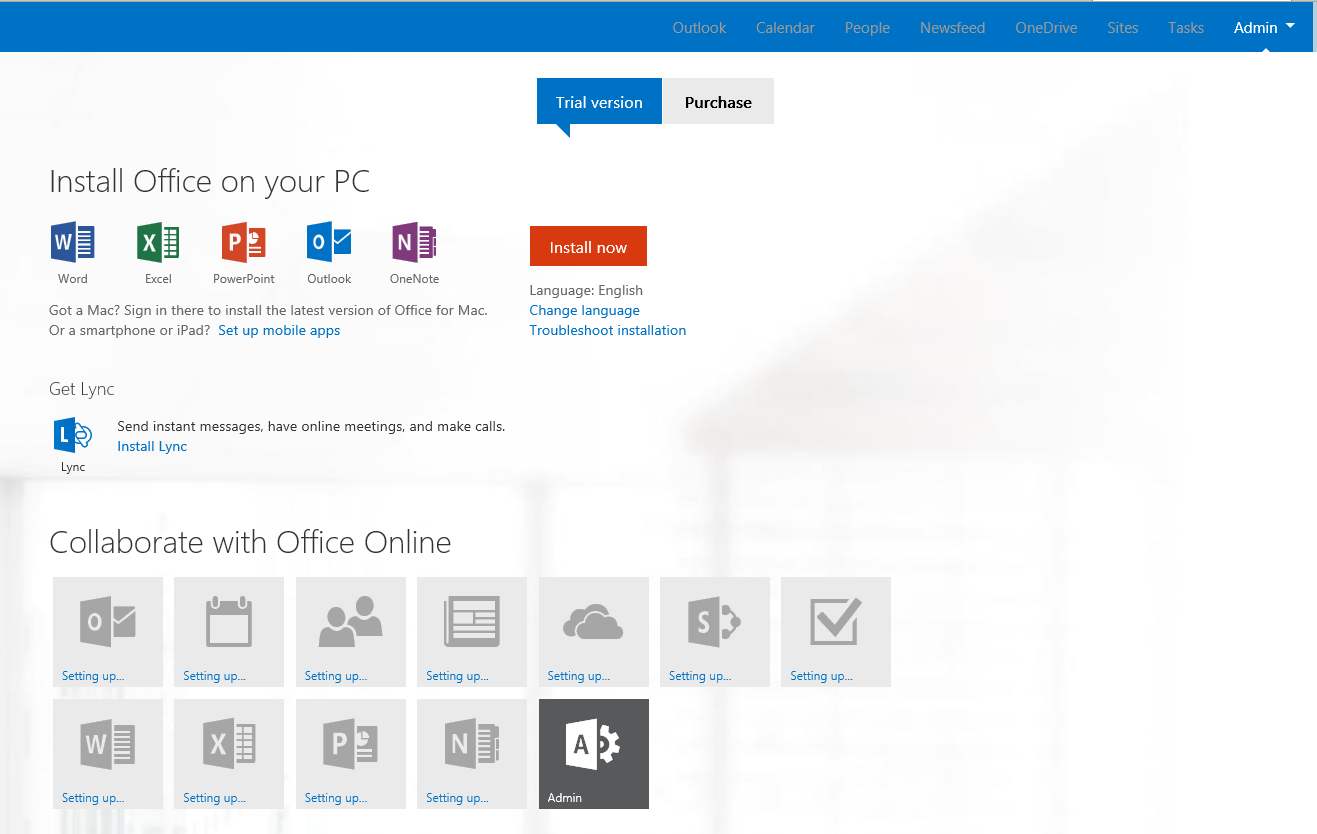 Outlook Calendar People Newsfeed OneDrive Sites Tasks Admin
Trial version Purchase
Install Office on your PC
W X P O N
Word Excel PowerPoint Outlook OneNote
Install now
Got a Mac? Sign in there to install the latest version of Office for Mac.
Or a smartphone or iPad? Set up mobile apps
Language: English
Change language
Troubleshoot installation
Get Lync
L
Lync
Send instant messages, have online meetings, and make calls.
Install Lync
Collaborate with Office Online
O S
Setting up... Setting up... Setting up... Setting up... Setting up... Setting up... Setting up...
W X P N A
Setting up... Setting up... Setting up... Setting up... Admin